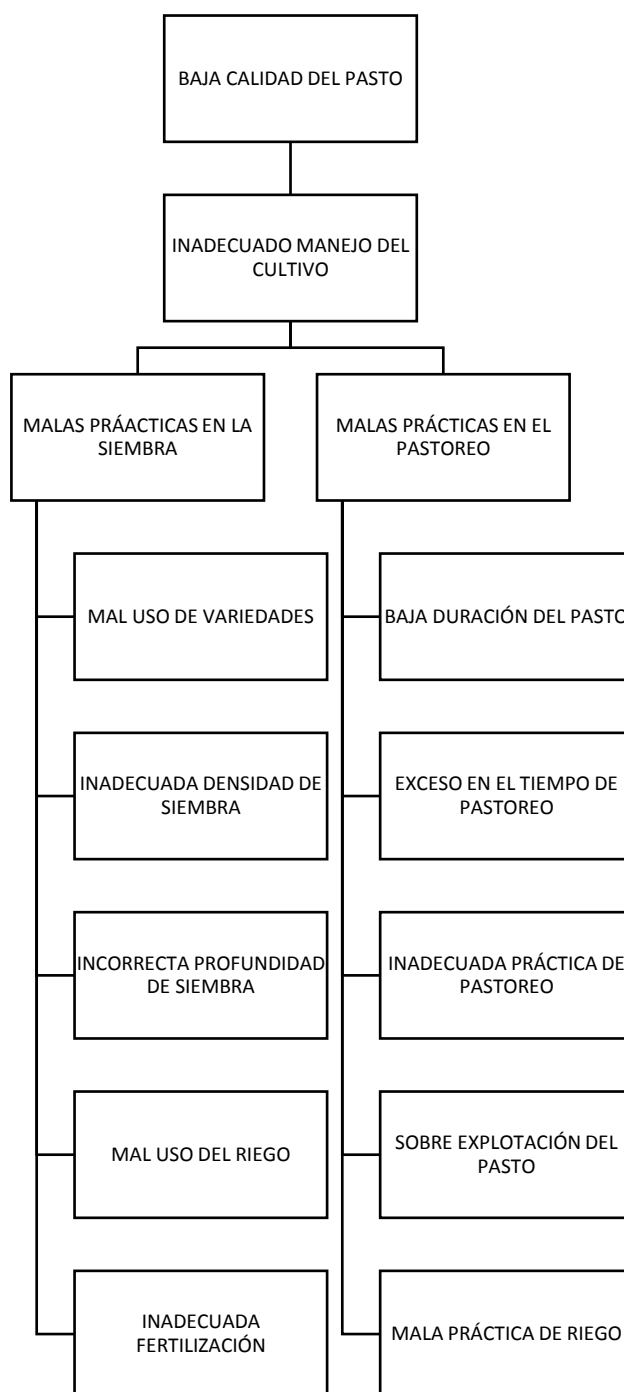 BAJA CALIDAD DEL PASTO
INADECUADO MANEJO DEL
CULTIVO
MALAS PRÁACTICAS EN LA
SIEMBRA
MAL USO DE VARIEDADES
INADECUADA DENSIDAD DE
SIEMBRA
INCORRECTA PROFUNDIDAD
DE SIEMBRA
MAL USO DEL RIEGO
INADECUADA
FERTILIZACIÓN
MALAS PRÁCTICAS EN EL
PASTOREO
BAJA DURACIÓN DEL PASTO
EXCESO EN EL TIEMPO DE
PASTOREO
INADECUADA PRÁCTICA DE
PASTOREO
SOBRE EXPLOTACIÓN DEL
PASTO
MALA PRÁCTICA DE RIEGO